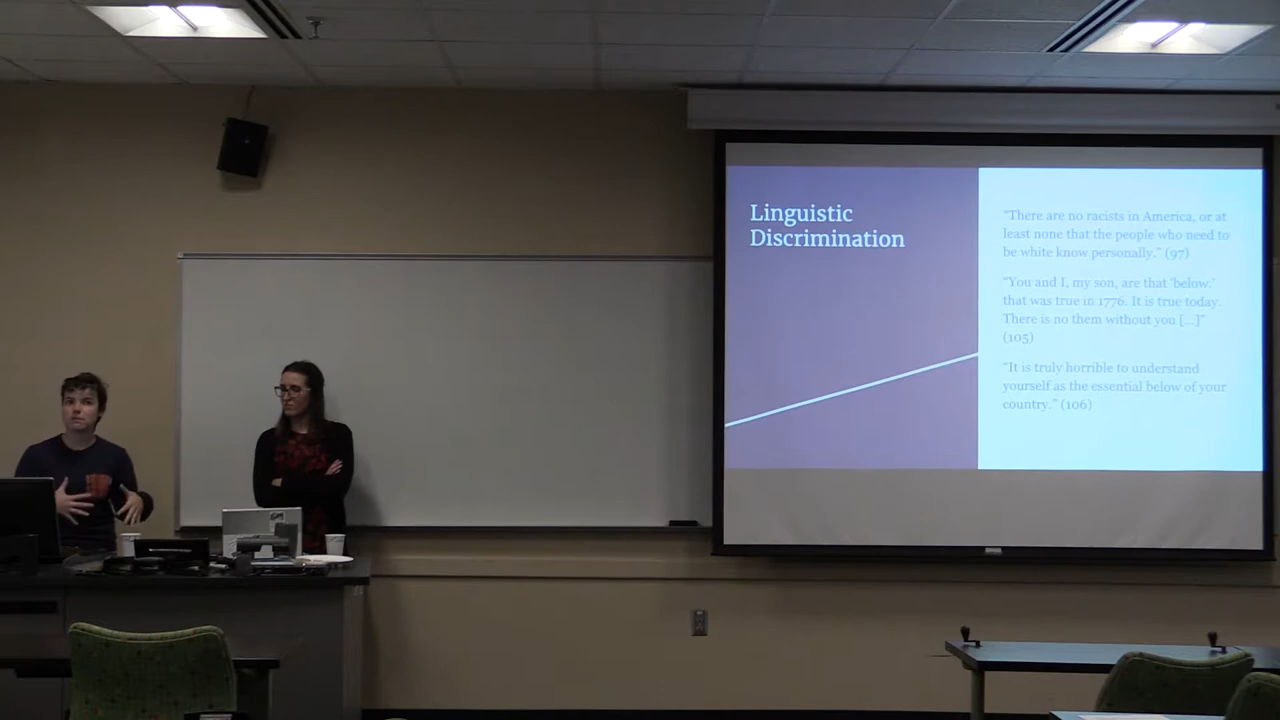 Linguistic
Discrimination
"There are no racists in America, or at
least none that the people who need to
be white know personally." (97)
"You and I, my son, are that 'below.'
that was true in 1776. It is true today.
There is no them without you [...]"
(105)
"It is truly horrible to understand
yourself as the essential below of your
country." (106)